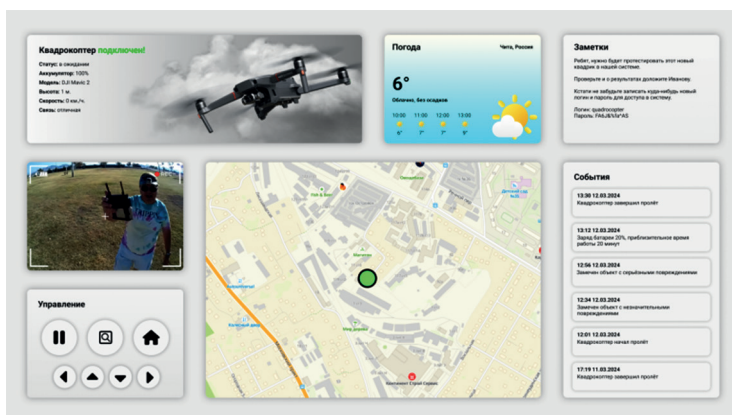 Квадрокоптер подключен!
Статус: в ожидании
Аккумулятор: 100%
Модель: DJI Mavic 2
Высота: 1 м.
Скорость: 0 км./ч.
Связь: отличная
Погода
Чита, Россия
6°
Облачно, без осадков
10:00 11:00 12:00 13:00
6° 7° 7° 9°
Заметки
Ребят, нужно будет протестировать этот новый
квадрик в нашей системе.
Проверьте и о результатах доложите Иванову.
Кстати не забудьте записать куда-нибудь новый
логин и пароль для доступа в систему.
Логин: quadrocopter
Пароль:
Управление
События
13:30 12.03.2024
Квадрокоптер завершил пролёт
13:12 12.03.2024
Заряд батареи 20%, приблизительное время
работы 20 минут
12:56 12.03.2024
Замечен объект с серьёзными повреждениями
12:34 12.03.2024
Замечен объект с незначительными
повреждениями
12:01 12.03.2024
Квадрокоптер начал пролёт
17:19 11.03.2024
Квадрокоптер завершил пролёт